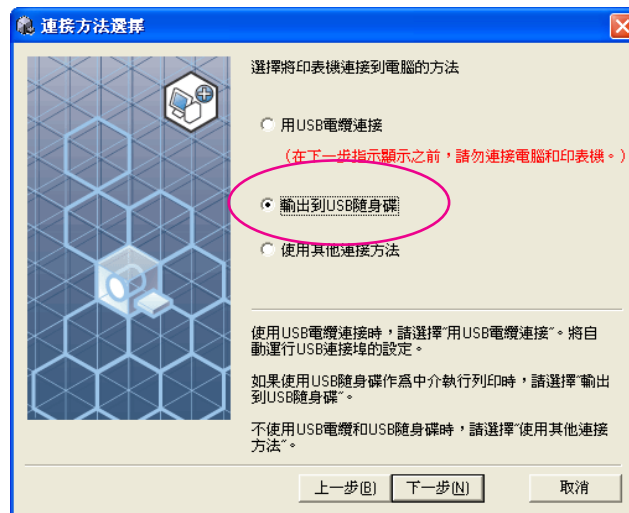 連接方法選擇
選擇將印表機連接到電腦的方法
用USB電纜連接
（在下一步指示顯示之前，請勿連接電腦和印表機。）
輸出到USB隨身碟
使用其他連接方法
使用USB電纜連接時，請選擇“用USB電纜連接”。將自
動運行USB連接埠的設定。
如果使用USB隨身碟作爲中介執行列印時，請選擇“輸出
到USB隨身碟”。
不使用USB電纜和USB隨身碟時，請選擇“使用其他連接
方法”。
上一步(B) 下一步(N) 取消